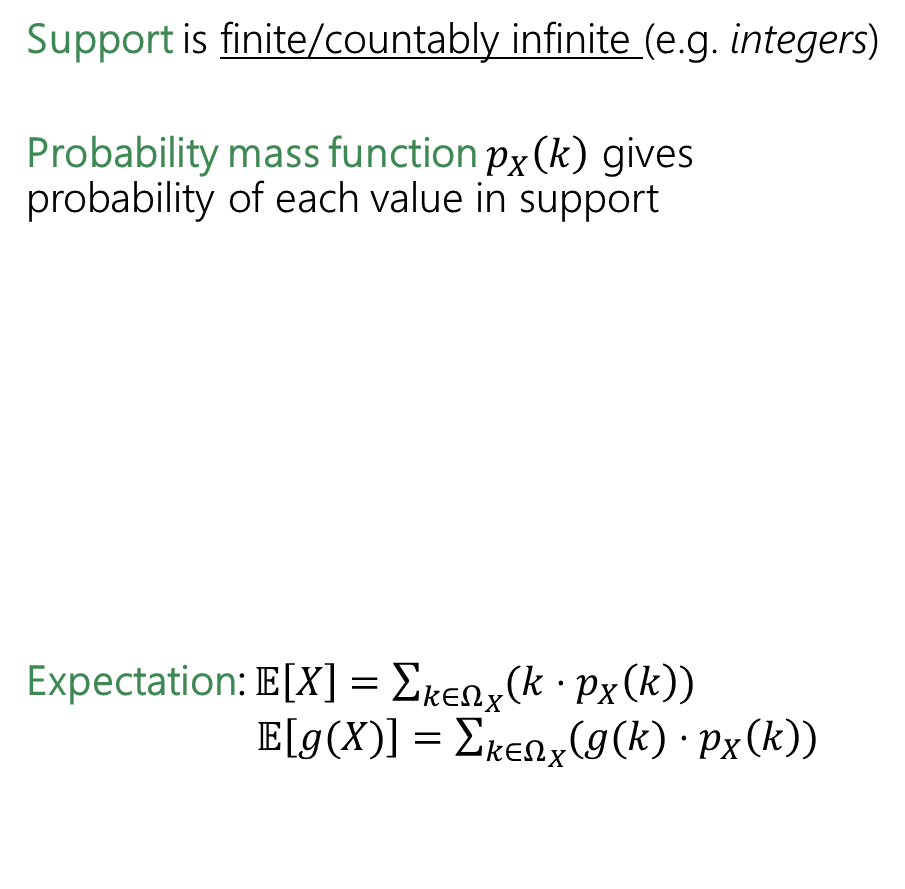 Support is finite/countably infinite (e.g. integers)
Probability mass function p_X(k) gives
probability of each value in support
Expectation: 𝔼[X] = ∑_{k∈Ω_X}(k · p_X(k))
𝔼[g(X)] = ∑_{k∈Ω_X}(g(k) · p_X(k))